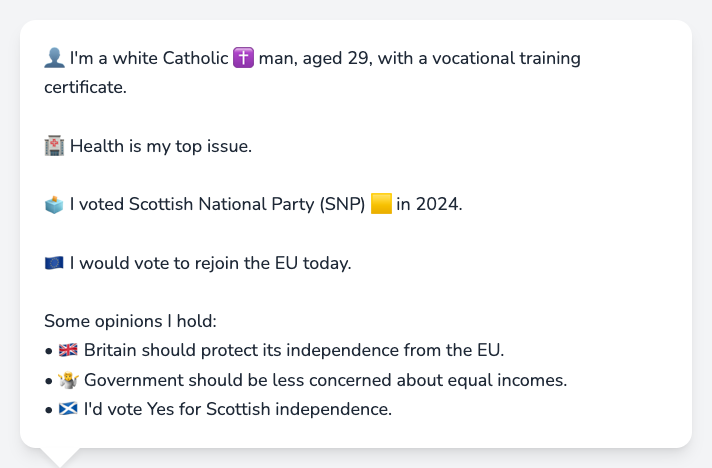 👤 I'm a white Catholic ✝️ man, aged 29, with a vocational training
certificate.
🏥 Health is my top issue.
🗳️ I voted Scottish National Party (SNP) 🟨 in 2024.
🇪🇺 I would vote to rejoin the EU today.
Some opinions I hold:
• 🇬🇧 Britain should protect its independence from the EU.
• 🤷 Government should be less concerned about equal incomes.
• 🏴󠁧󠁢󠁳󠁣󠁴󠁿 I'd vote Yes for Scottish independence.